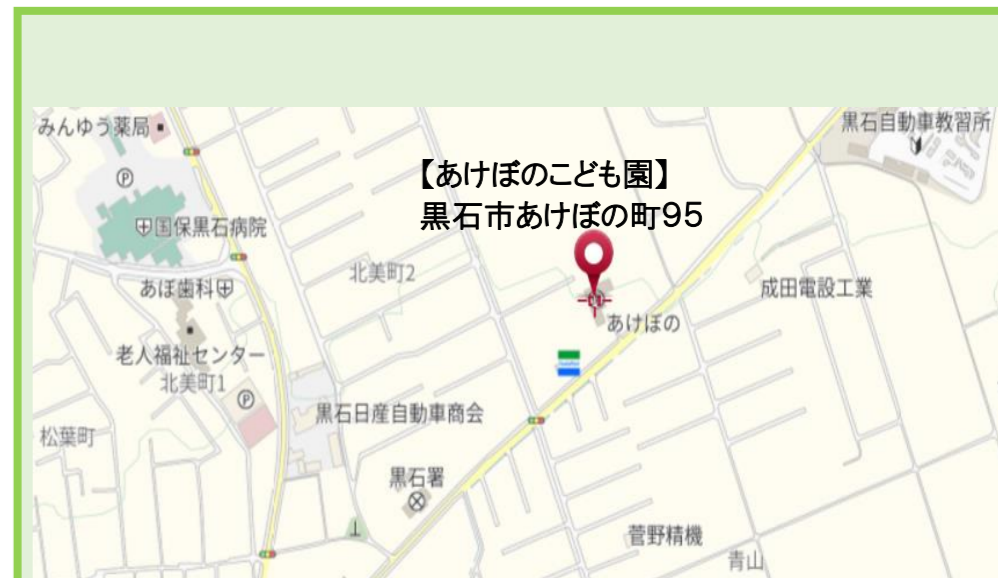 みんゆう薬局
黒石自動車教習所
【あけぼのこども園】
黒石市あけぼの町95
P
国保黒石病院
北美町2
あぼ歯科
成田電設工業
あけぼの
老人福祉センター
北美町1
P
黒石日産自動車商会
松葉町
黒石署
菅野精機
青山